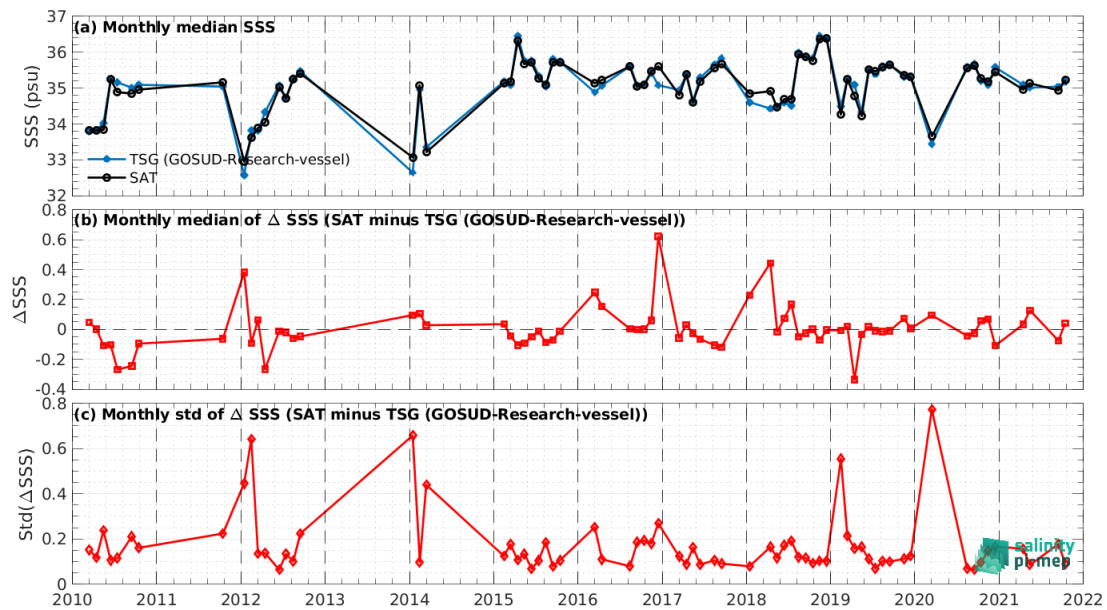 (a) Monthly median SSS
37
36
35
34
33
32
SSS (psu)
TSG (GOSUD-Research-vessel)
SAT
(b) Monthly median of Δ SSS (SAT minus TSG (GOSUD-Research-vessel))
0.8
0.6
0.4
0.2
0
-0.2
-0.4
ΔSSS
(c) Monthly std of Δ SSS (SAT minus TSG (GOSUD-Research-vessel))
0.8
0.6
0.4
0.2
0
Std(ΔSSS)
salinity
pi-mep
2010 2011 2012 2013 2014 2015 2016 2017 2018 2019 2020 2021 2022